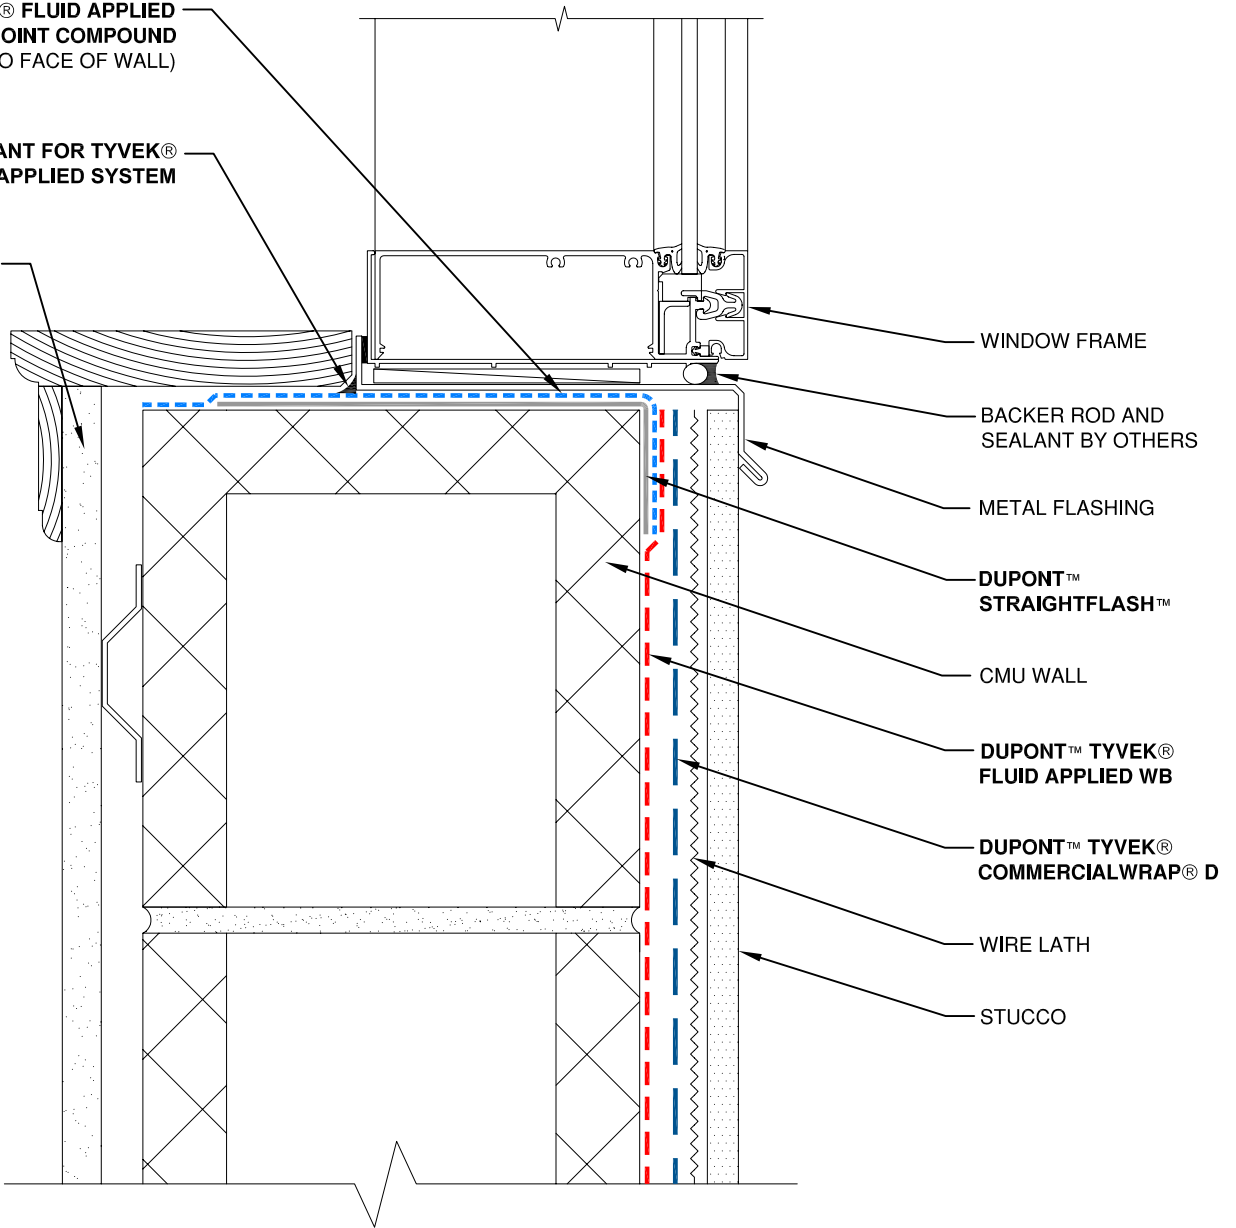 ® FLUID APPLIED
JOINT COMPOUND
O FACE OF WALL)
ANT FOR TYVEK®
APPLIED SYSTEM
WINDOW FRAME
BACKER ROD AND
SEALANT BY OTHERS
METAL FLASHING
DUPONT™
STRAIGHTFLASH™
CMU WALL
DUPONT™ TYVEK®
FLUID APPLIED WB
DUPONT™ TYVEK®
COMMERCIALWRAP® D
WIRE LATH
STUCCO